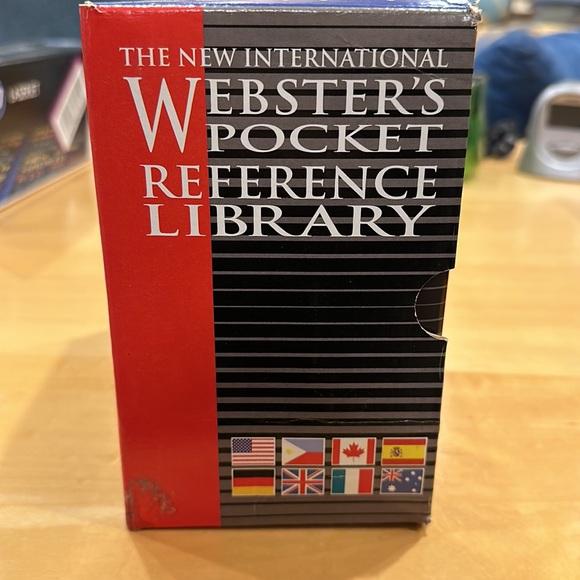 THE NEW INTERNATIONAL
WEBSTER'S
POCKET
REFERENCE
LIBRARY